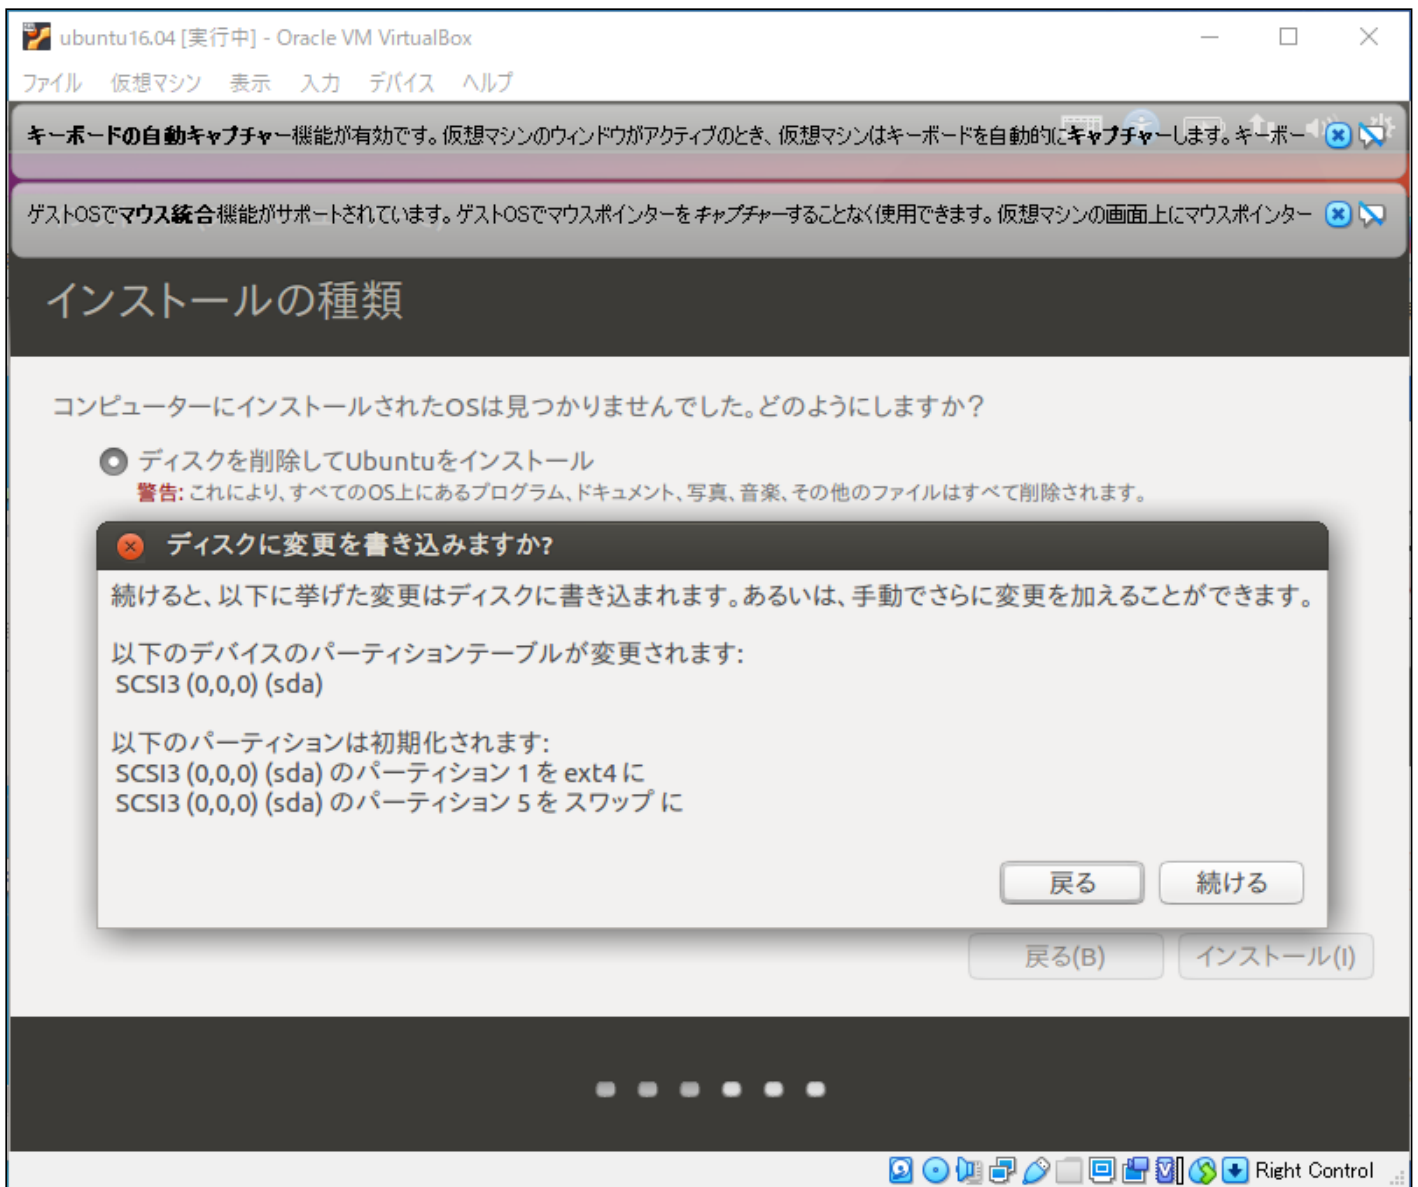 ubuntu16.04 [実行中] - Oracle VM VirtualBox
ファイル 仮想マシン 表示 入力 デバイス ヘルプ
キーボードの自動キャプチャー機能が有効です。仮想マシンのウィンドウがアクティブのとき、仮想マシンはキーボードを自動的にキャプチャーします。キーボー
ゲストOSでマウス統合機能がサポートされています。ゲストOSでマウスポインターをキャプチャーすることなく使用できます。仮想マシンの画面上にマウスポインター
インストールの種類
コンピューターにインストールされたOSは見つかりませんでした。どのようにしますか？
ディスクを削除してUbuntuをインストール
警告: これにより、すべてのOS上にあるプログラム、ドキュメント、写真、音楽、その他のファイルはすべて削除されます。
ディスクに変更を書き込みますか?
続けると、以下に挙げた変更はディスクに書き込まれます。あるいは、手動でさらに変更を加えることができます。
以下のデバイスのパーティションテーブルが変更されます:
SCSI3 (0,0,0) (sda)
以下のパーティションは初期化されます:
SCSI3 (0,0,0) (sda) のパーティション 1 を ext4 に
SCSI3 (0,0,0) (sda) のパーティション 5 を スワップ に
戻る 続ける
戻る(B) インストール(I)
Right Control